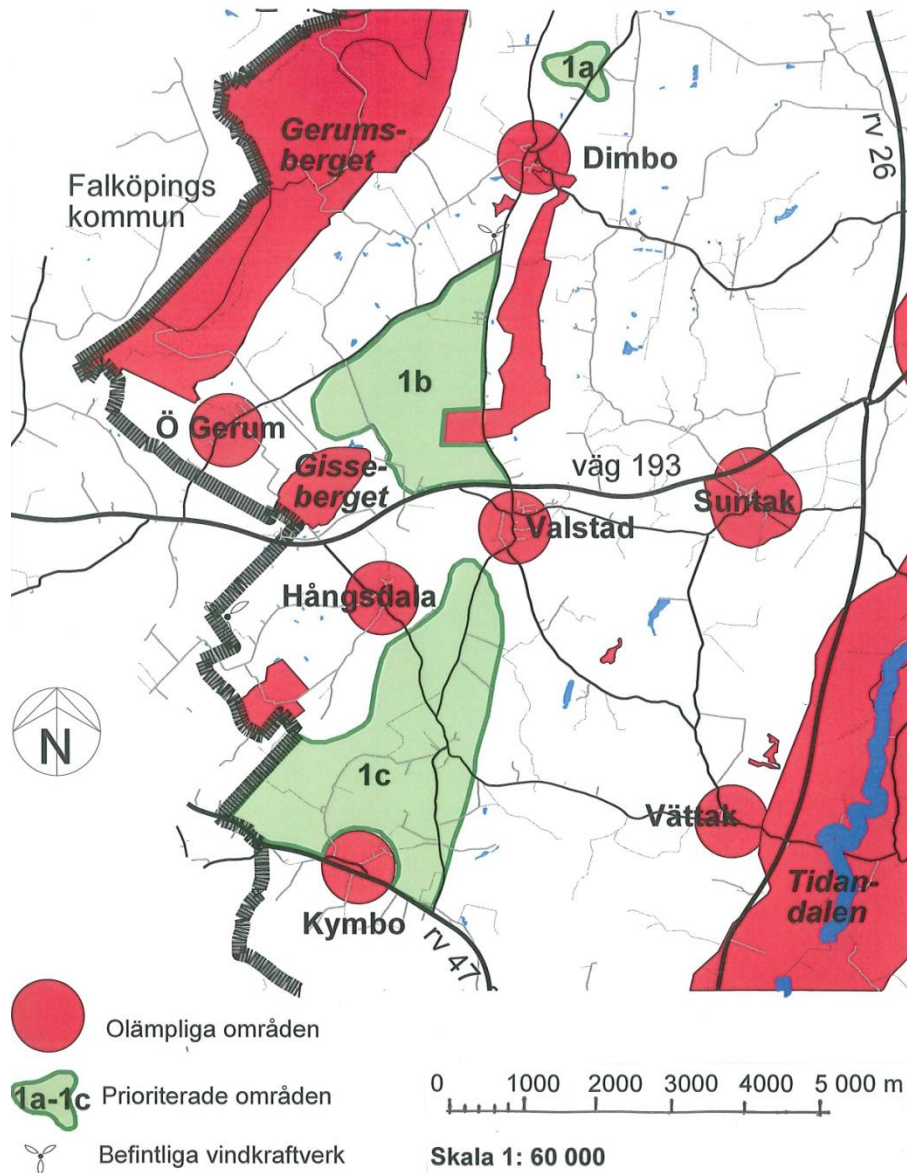 1a
rv 26
Gerums-
berget
Dimbo
Falköpings
kommun
1b
Ö Gerum
Gisse-
berget
väg 193
Suntak
Valstad
Hångsdala
N
1c
Vättak
Tidan-
dalen
Kymbo
rv 47
Olämpliga områden
1a-1c Prioriterade områden
Befintliga vindkraftverk
0 1000 2000 3000 4000 5 000 m
Skala 1: 60 000